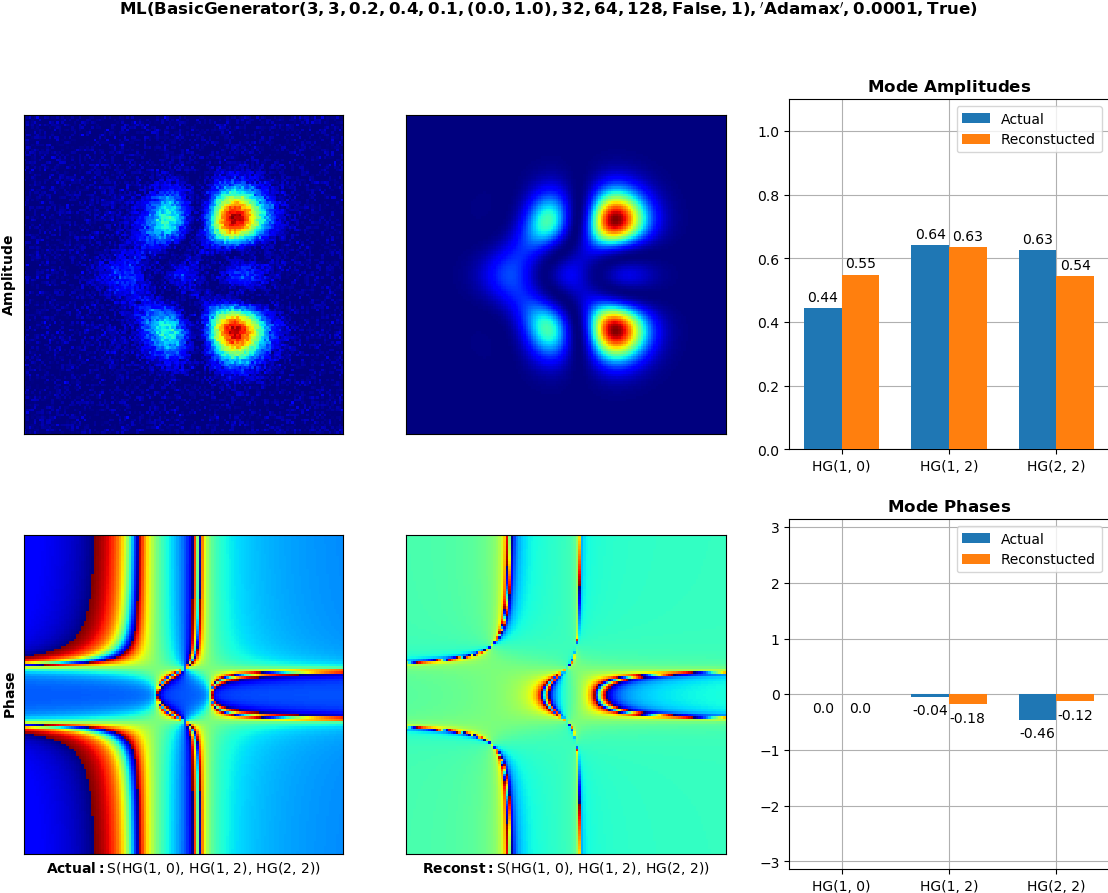 ML(BasicGenerator(3, 3, 0.2, 0.4, 0.1, (0.0, 1.0), 32, 64, 128, False, 1), ′Adamax′, 0.0001, True)
Amplitude
Mode Amplitudes
Actual
Reconstucted
1.0
0.8
0.6
0.4
0.2
0.0
0.44
0.55
0.64
0.63
0.63
0.54
HG(1, 0)
HG(1, 2)
HG(2, 2)
Phase
Actual: S(HG(1, 0), HG(1, 2), HG(2, 2))
Reconst: S(HG(1, 0), HG(1, 2), HG(2, 2))
Mode Phases
Actual
Reconstucted
3
2
1
0
−1
−2
−3
0.0
0.0
-0.04
-0.18
-0.46
-0.12
HG(1, 0)
HG(1, 2)
HG(2, 2)